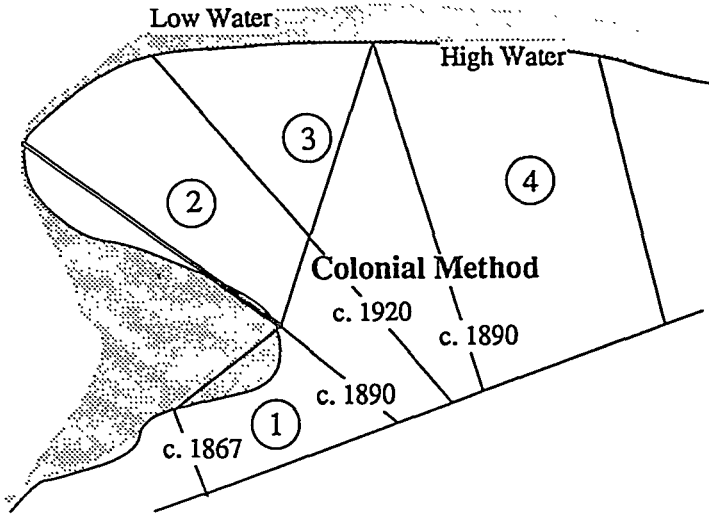 Low Water
High Water
3
4
2
Colonial Method
c. 1920
c. 1890
c. 1890
1
c. 1867